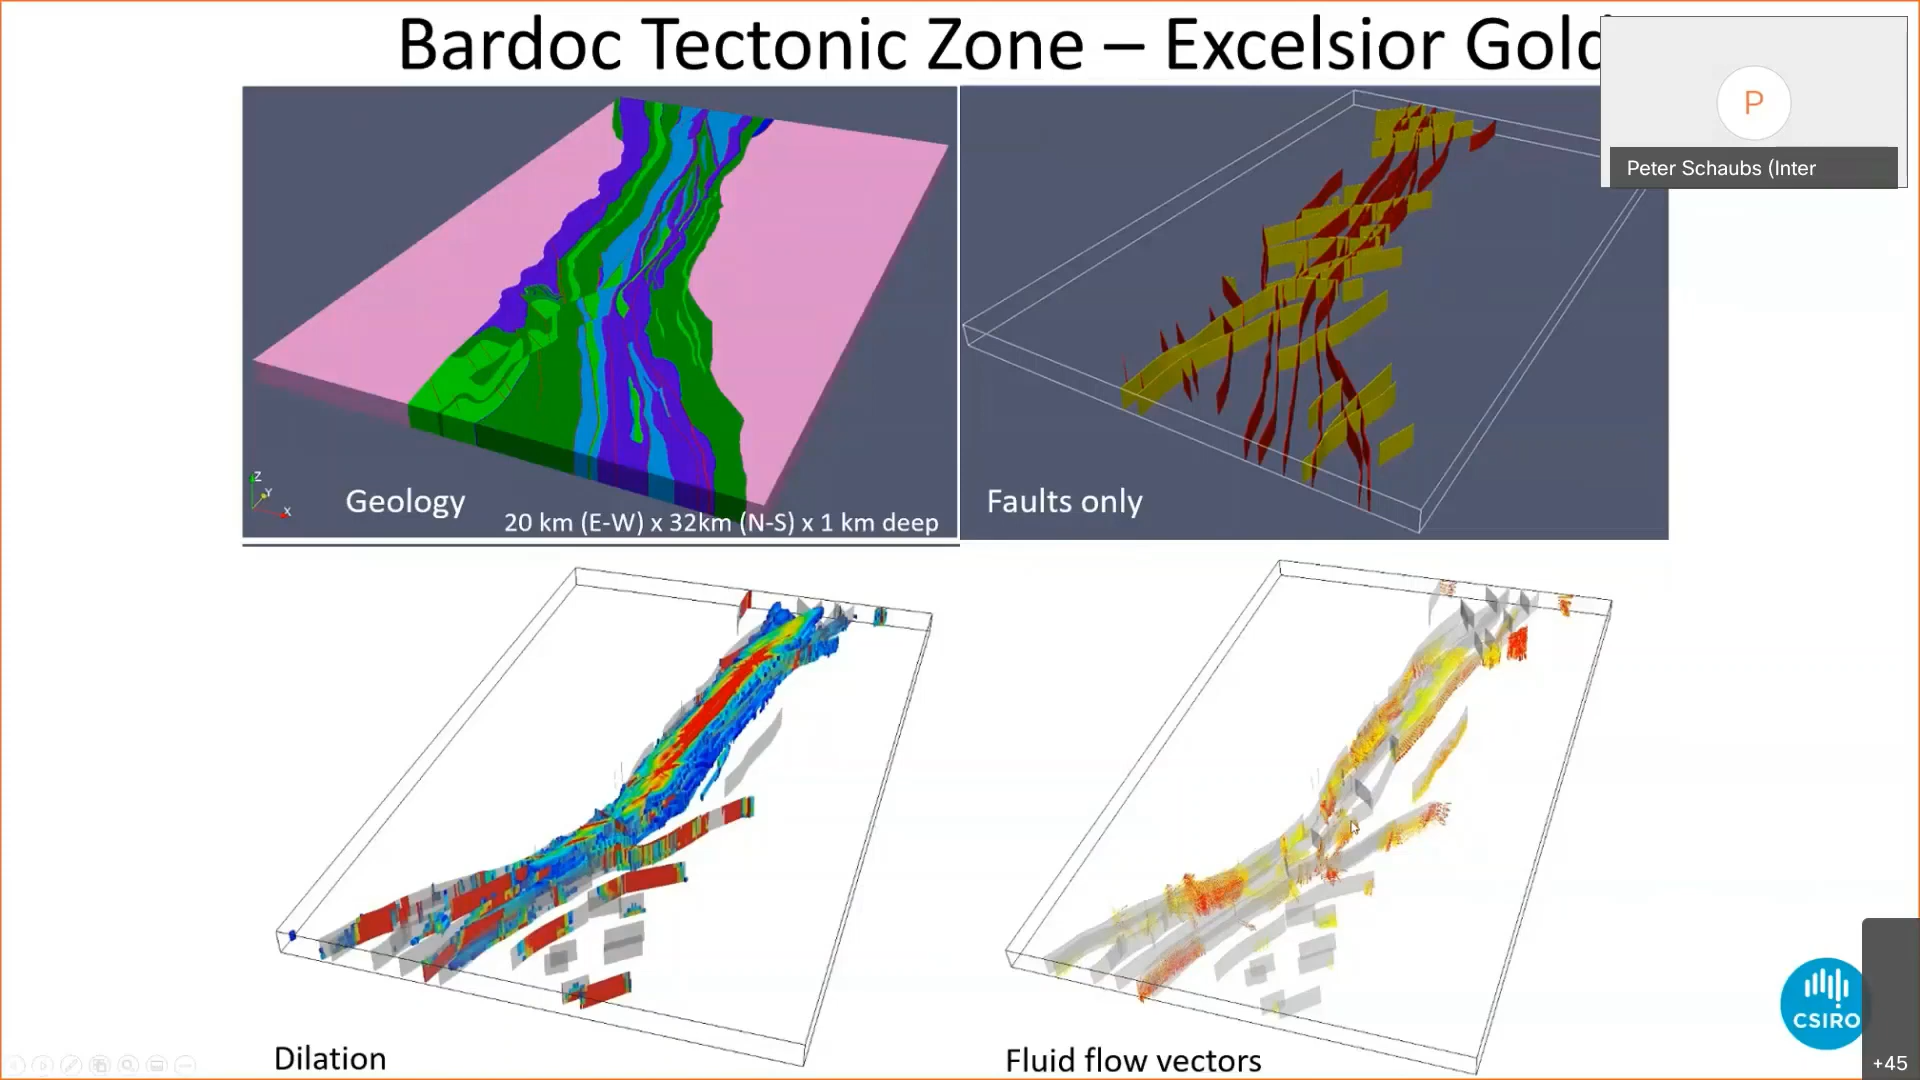 Bardoc Tectonic Zone – Excelsior Gold
P
Peter Schaubs (Inter
Z
Y
X
Geology
20 km (E-W) x 32km (N-S) x 1 km deep
Faults only
Dilation
Fluid flow vectors
CSIRO
+45